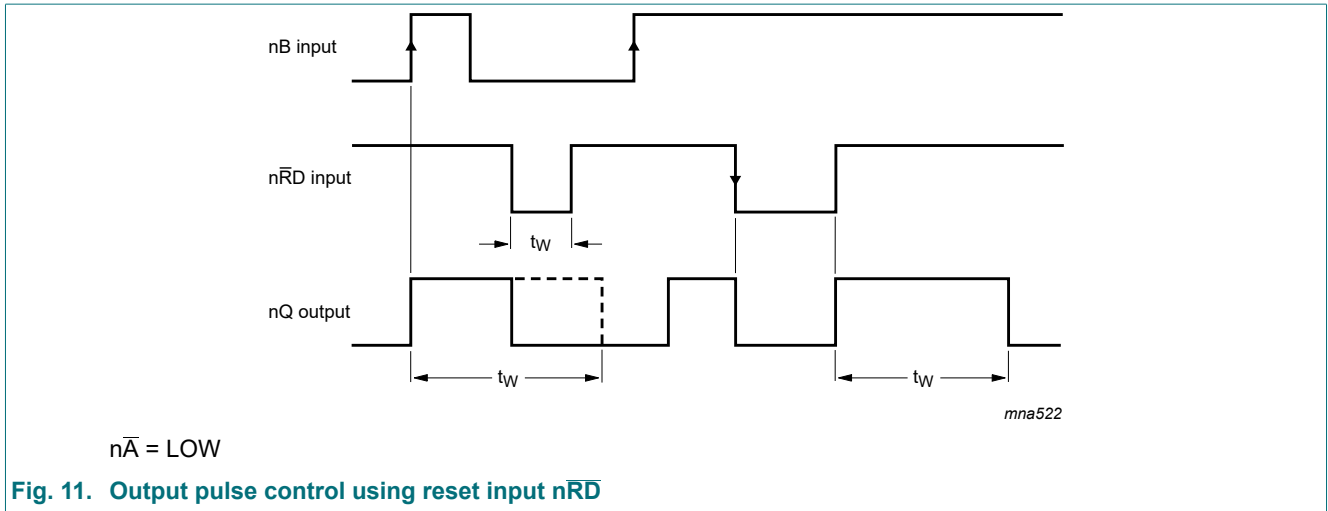 nB input
nR̅D input
tW
nQ output
tW
tW
mna522
nA̅ = LOW
Fig. 11. Output pulse control using reset input nR̅D̅